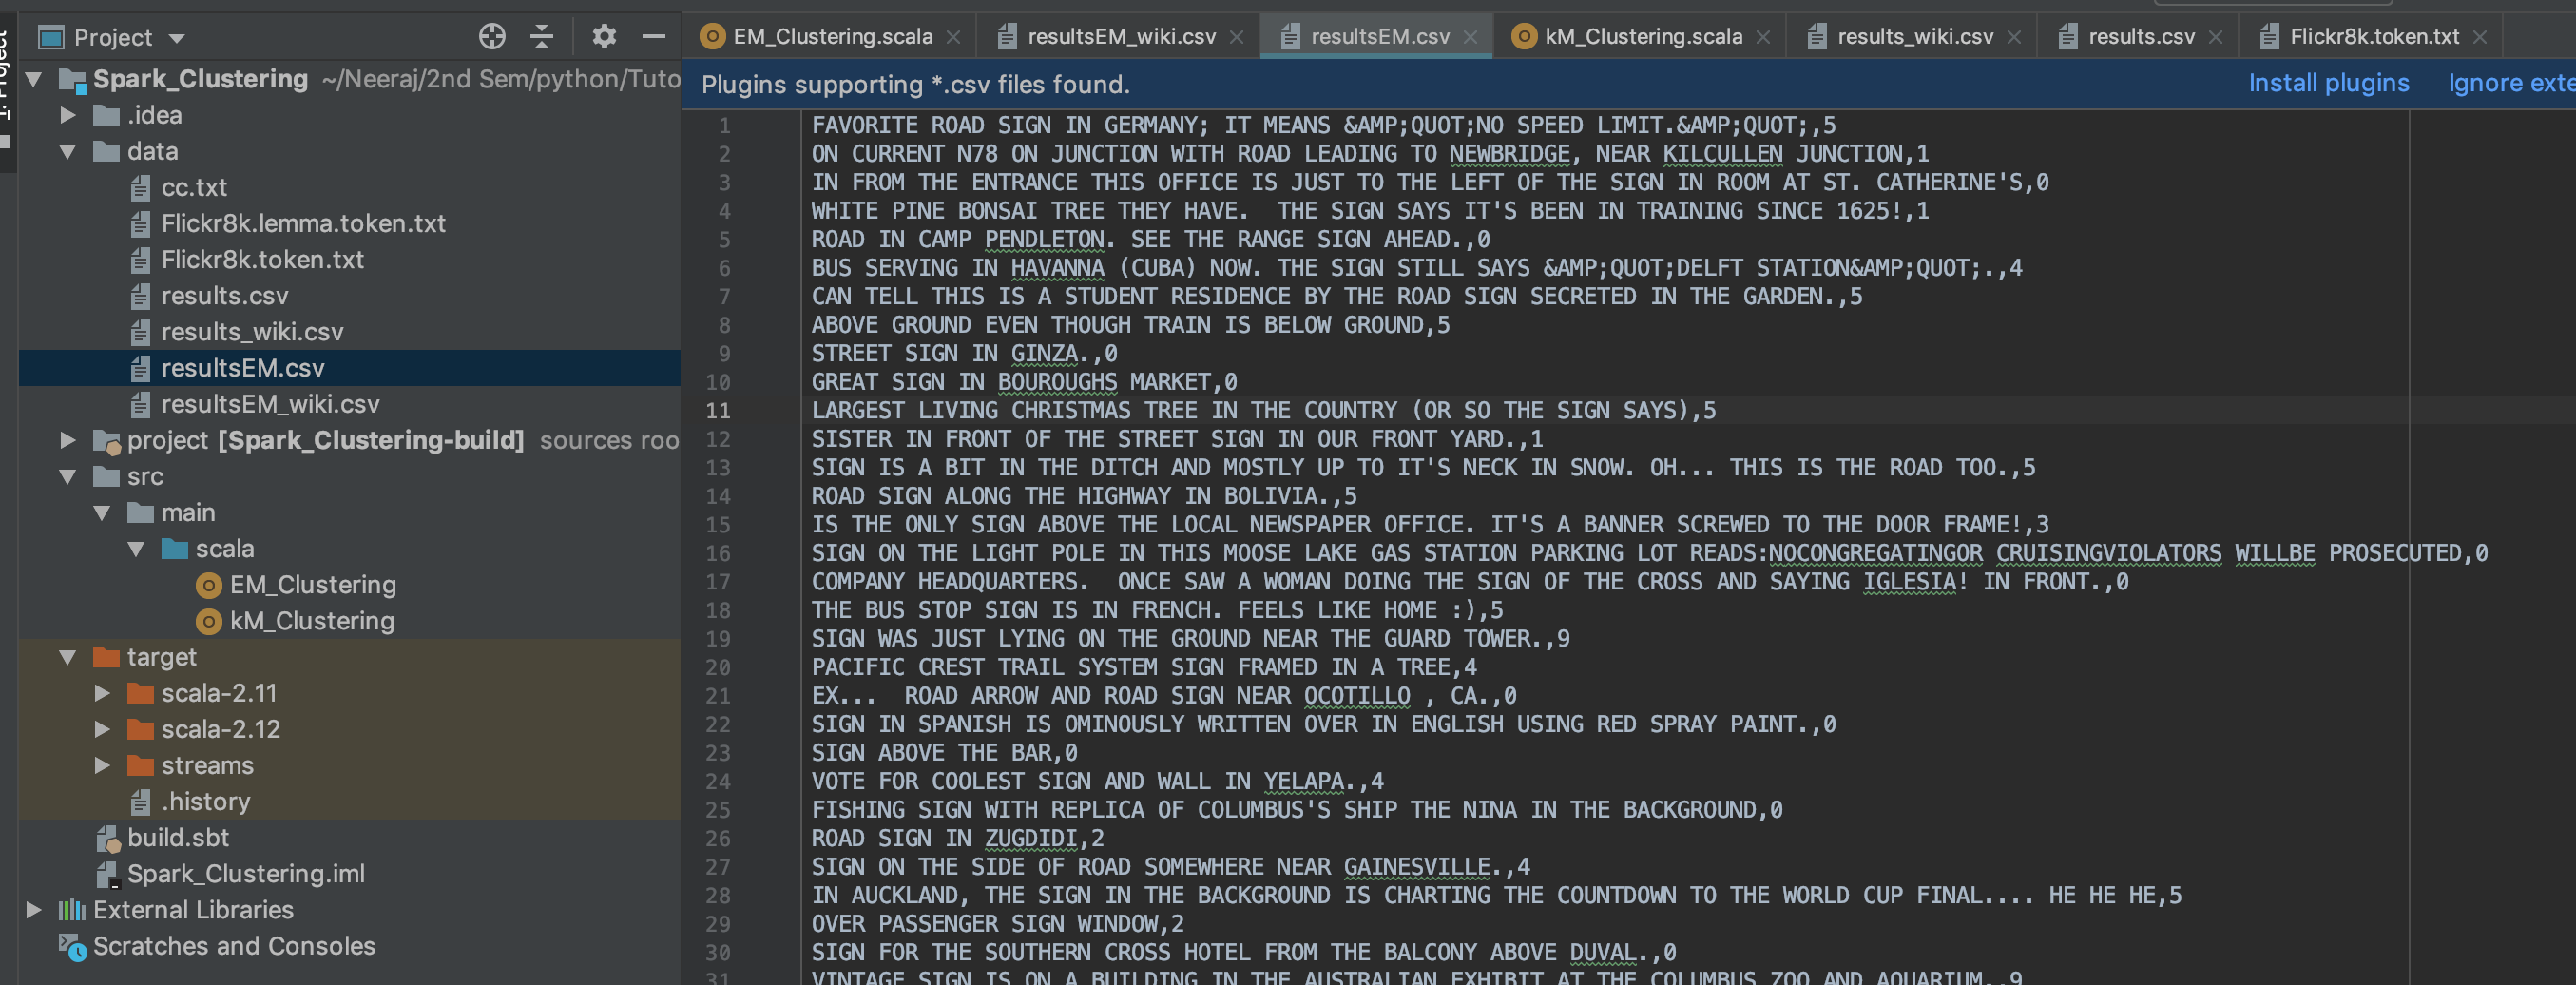 Project
EM_Clustering.scala
resultsEM_wiki.csv
resultsEM.csv
kM_Clustering.scala
results_wiki.csv
results.csv
Flickr8k.token.txt
Project
Spark_Clustering ~/Neeraj/2nd Sem/python/Tuto
.idea
data
cc.txt
Flickr8k.lemma.token.txt
Flickr8k.token.txt
results.csv
results_wiki.csv
resultsEM.csv
resultsEM_wiki.csv
project [Spark_Clustering-build] sources roo
src
main
scala
EM_Clustering
kM_Clustering
target
scala-2.11
scala-2.12
streams
.history
build.sbt
Spark_Clustering.iml
External Libraries
Scratches and Consoles
Plugins supporting *.csv files found.
Install plugins
Ignore exte
1 FAVORITE ROAD SIGN IN GERMANY; IT MEANS &AMP;QUOT;NO SPEED LIMIT.&AMP;QUOT;,5
2 ON CURRENT N78 ON JUNCTION WITH ROAD LEADING TO NEWBRIDGE, NEAR KILCULLEN JUNCTION,1
3 IN FROM THE ENTRANCE THIS OFFICE IS JUST TO THE LEFT OF THE SIGN IN ROOM AT ST. CATHERINE'S,0
4 WHITE PINE BONSAI TREE THEY HAVE.  THE SIGN SAYS IT'S BEEN IN TRAINING SINCE 1625!,1
5 ROAD IN CAMP PENDLETON. SEE THE RANGE SIGN AHEAD.,0
6 BUS SERVING IN HAVANNA (CUBA) NOW. THE SIGN STILL SAYS &AMP;QUOT;DELFT STATION&AMP;QUOT;.,4
7 CAN TELL THIS IS A STUDENT RESIDENCE BY THE ROAD SIGN SECRETED IN THE GARDEN.,5
8 ABOVE GROUND EVEN THOUGH TRAIN IS BELOW GROUND,5
9 STREET SIGN IN GINZA.,0
10 GREAT SIGN IN BOUROUGHS MARKET,0
11 LARGEST LIVING CHRISTMAS TREE IN THE COUNTRY (OR SO THE SIGN SAYS),5
12 SISTER IN FRONT OF THE STREET SIGN IN OUR FRONT YARD.,1
13 SIGN IS A BIT IN THE DITCH AND MOSTLY UP TO IT'S NECK IN SNOW. OH... THIS IS THE ROAD TOO.,5
14 ROAD SIGN ALONG THE HIGHWAY IN BOLIVIA.,5
15 IS THE ONLY SIGN ABOVE THE LOCAL NEWSPAPER OFFICE. IT'S A BANNER SCREWED TO THE DOOR FRAME!,3
16 SIGN ON THE LIGHT POLE IN THIS MOOSE LAKE GAS STATION PARKING LOT READS:NOCONGREGATINGOR CRUISINGVIOLATORS WILLBE PROSECUTED,0
17 COMPANY HEADQUARTERS.  ONCE SAW A WOMAN DOING THE SIGN OF THE CROSS AND SAYING IGLESIA! IN FRONT.,0
18 THE BUS STOP SIGN IS IN FRENCH. FEELS LIKE HOME :),5
19 SIGN WAS JUST LYING ON THE GROUND NEAR THE GUARD TOWER.,9
20 PACIFIC CREST TRAIL SYSTEM SIGN FRAMED IN A TREE,4
21 EX...  ROAD ARROW AND ROAD SIGN NEAR OCOTILLO , CA.,0
22 SIGN IN SPANISH IS OMINOUSLY WRITTEN OVER IN ENGLISH USING RED SPRAY PAINT.,0
23 SIGN ABOVE THE BAR,0
24 VOTE FOR COOLEST SIGN AND WALL IN YELAPA.,4
25 FISHING SIGN WITH REPLICA OF COLUMBUS'S SHIP THE NINA IN THE BACKGROUND,0
26 ROAD SIGN IN ZUGDIDI,2
27 SIGN ON THE SIDE OF ROAD SOMEWHERE NEAR GAINESVILLE.,4
28 IN AUCKLAND, THE SIGN IN THE BACKGROUND IS CHARTING THE COUNTDOWN TO THE WORLD CUP FINAL.... HE HE HE,5
29 OVER PASSENGER SIGN WINDOW,2
30 SIGN FOR THE SOUTHERN CROSS HOTEL FROM THE BALCONY ABOVE DUVAL.,0
31 VINTAGE SIGN IS ON A BUILDING IN THE AUSTRALIAN EXHIBIT AT THE COLUMBUS ZOO AND AQUARIUM.,9